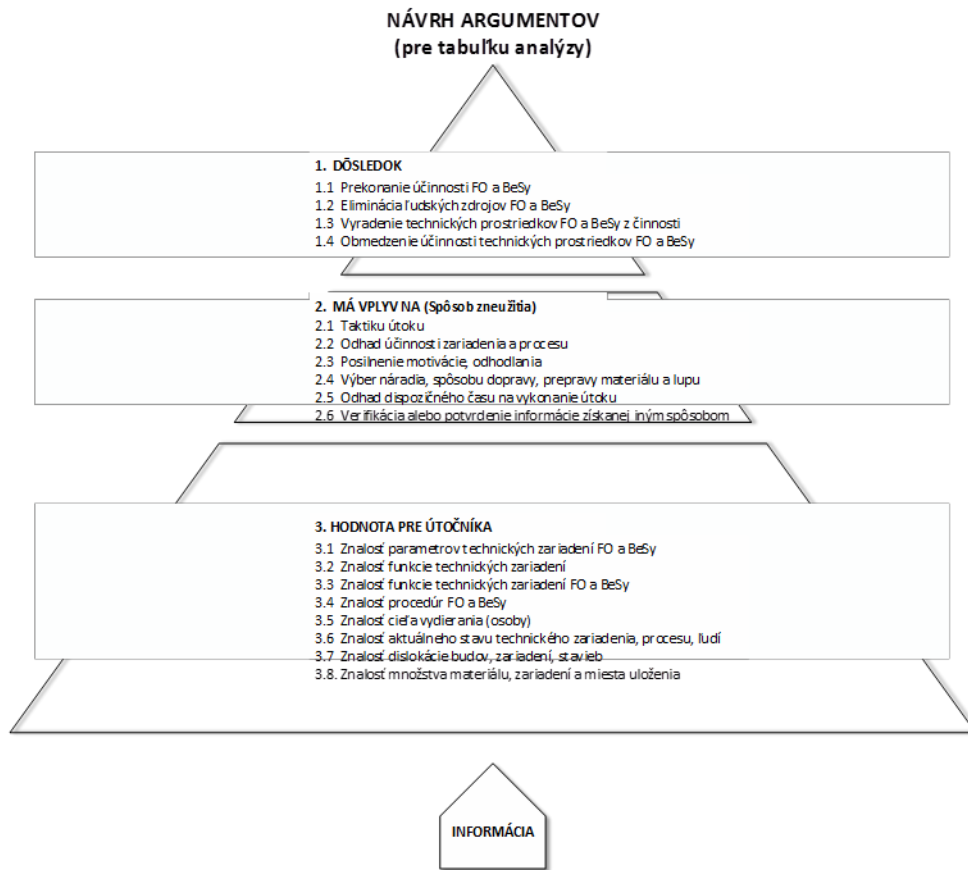 NÁVRH ARGUMENTOV
(pre tabuľku analýzy)
1. DÔSLEDOK
1.1 Prekonanie účinnosti FO a BeSy
1.2 Eliminácia ľudských zdrojov FO a BeSy
1.3 Vyradenie technických prostriedkov FO a BeSy z činnosti
1.4 Obmedzenie účinnosti technických prostriedkov FO a BeSy
2. MÁ VPLYV NA (Spôsob zneužitia)
2.1 Taktiku útoku
2.2 Odhad účinnosti zariadenia a procesu
2.3 Posilnenie motivácie, odhodlania
2.4 Výber náradia, spôsobu dopravy, prepravy materiálu a lupu
2.5 Odhad dispozičného času na vykonanie útoku
2.6 Verifikácia alebo potvrdenie informácie získanej iným spôsobom
3. HODNOTA PRE ÚTOČNÍKA
3.1 Znalosť parametrov technických zariadení FO a BeSy
3.2 Znalosť funkcie technických zariadení
3.3 Znalosť funkcie technických zariadení FO a BeSy
3.4 Znalosť procedúr FO a BeSy
3.5 Znalosť cieľa vydierania (osoby)
3.6 Znalosť aktuálneho stavu technického zariadenia, procesu, ľudí
3.7 Znalosť dislokácie budov, zariadení, stavieb
3.8. Znalosť množstva materiálu, zariadení a miesta uloženia
INFORMÁCIA